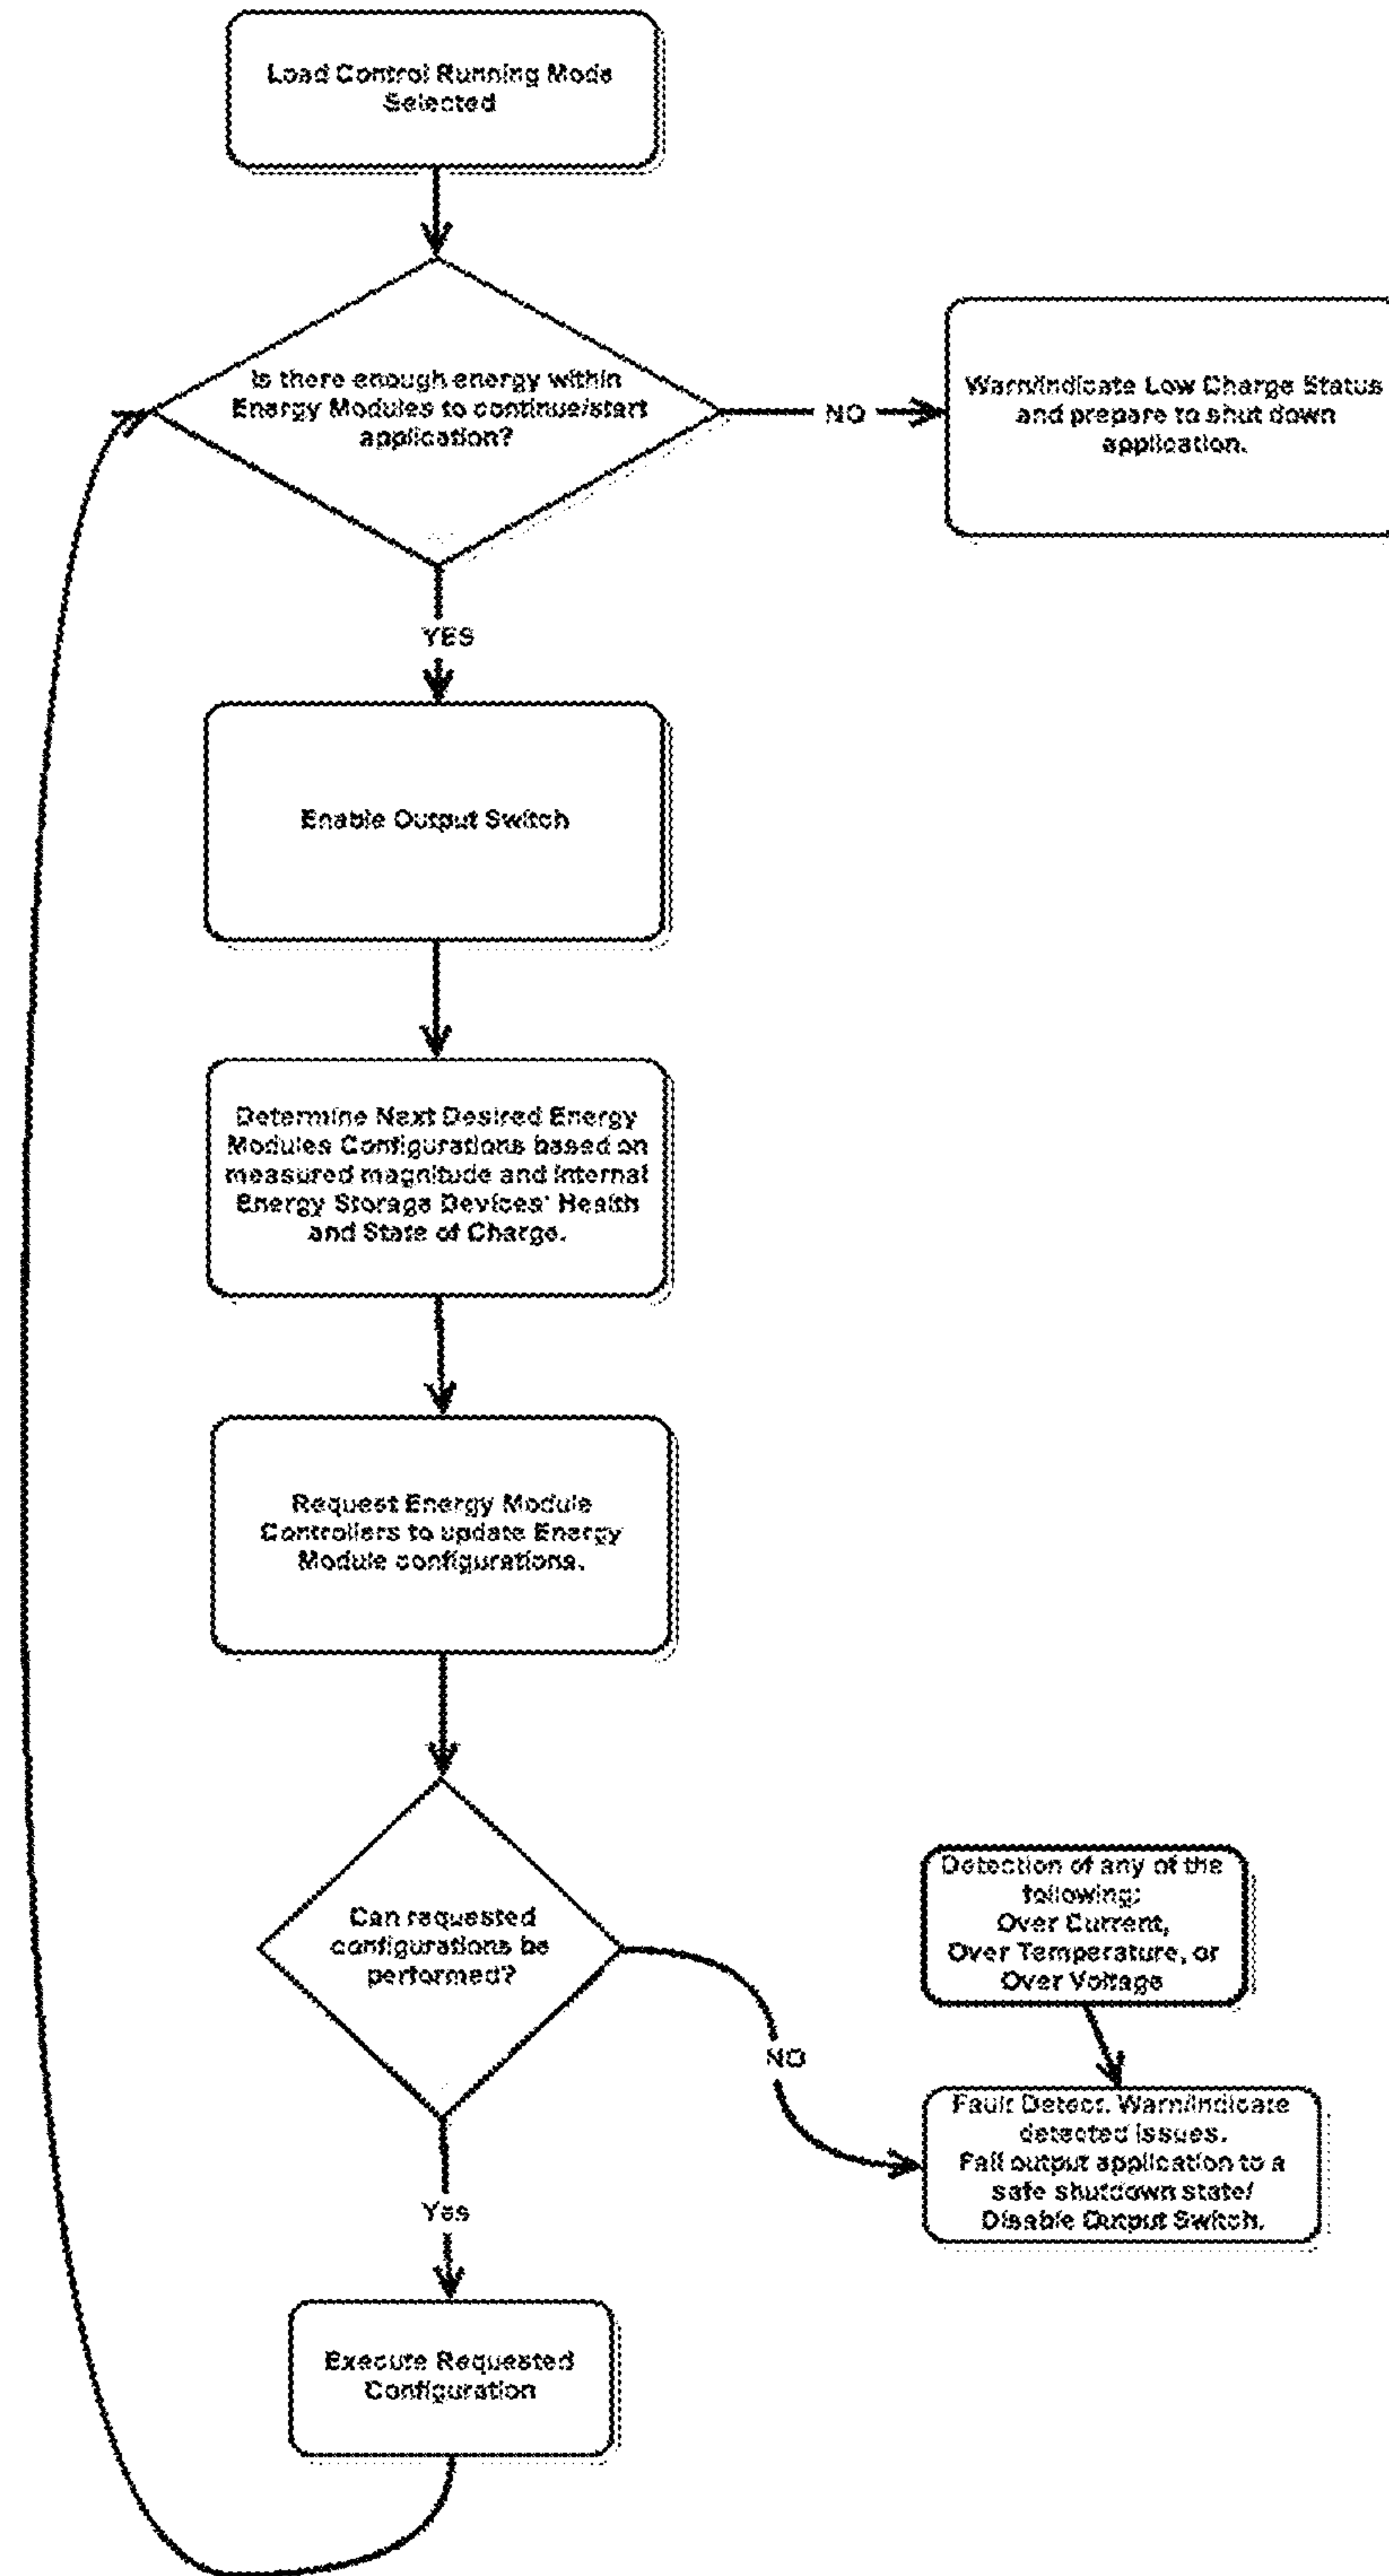 Load Control Running Mode
Selected
Is there enough energy within
Energy Modules to continue/start
application?
NO
Warn/Indicate Low Charge Status
and prepare to shut down
application.
YES
Enable Output Switch
Determine Next Desired Energy
Modules Configurations based on
measured magnitude and internal
Energy Storage Devices' Health
and State of Charge.
Request Energy Module
Controllers to update Energy
Module configurations.
Can requested
configurations be
performed?
NO
Detection of any of the
following:
Over Current,
Over Temperature, or
Over Voltage
Fault Detect. Warn/Indicate
detected issues.
Fail output application to a
safe shutdown state/
Disable Output Switch.
Yes
Execute Requested
Configuration